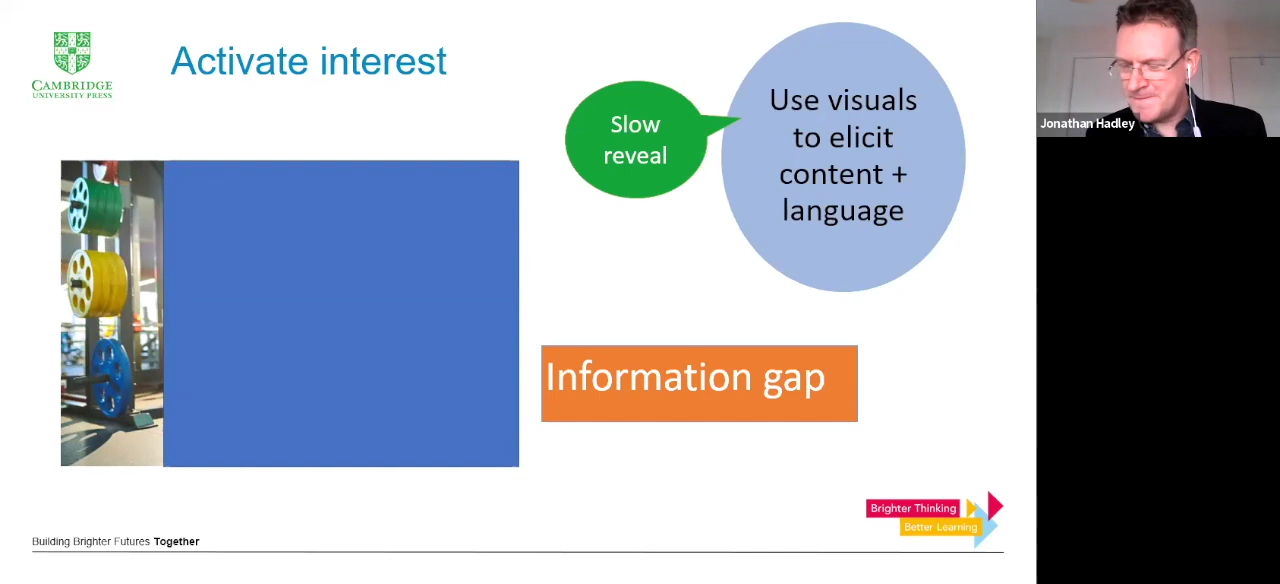 CAMBRIDGE
UNIVERSITY PRESS
Activate interest
Slow
reveal
Use visuals
to elicit
content +
language
Jonathan Hadley
Information gap
Brighter Thinking
Better Learning
Building Brighter Futures Together